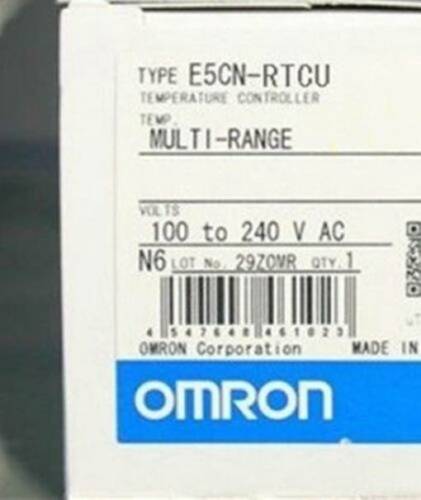 TYPE E5CN-RTCU
TEMPERATURE CONTROLLER
TEMP.
MULTI-RANGE
VOLTS
100 to 240 V AC
N6 LOT No. 29Z0MR QTY.1
4 547648 461023
OMRON Corporation MADE IN
OMRON